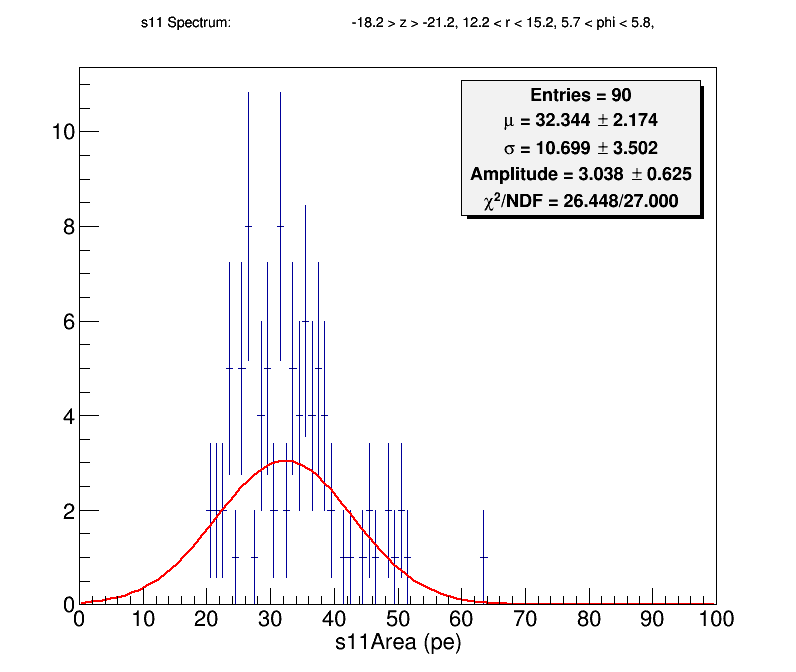 s11 Spectrum: -18.2 > z > -21.2, 12.2 < r < 15.2, 5.7 < phi < 5.8,
Entries = 90
μ = 32.344 ± 2.174
σ = 10.699 ± 3.502
Amplitude = 3.038 ± 0.625
χ²/NDF = 26.448/27.000
10
8
6
4
2
0
0 10 20 30 40 50 60 70 80 90 100
s11Area (pe)